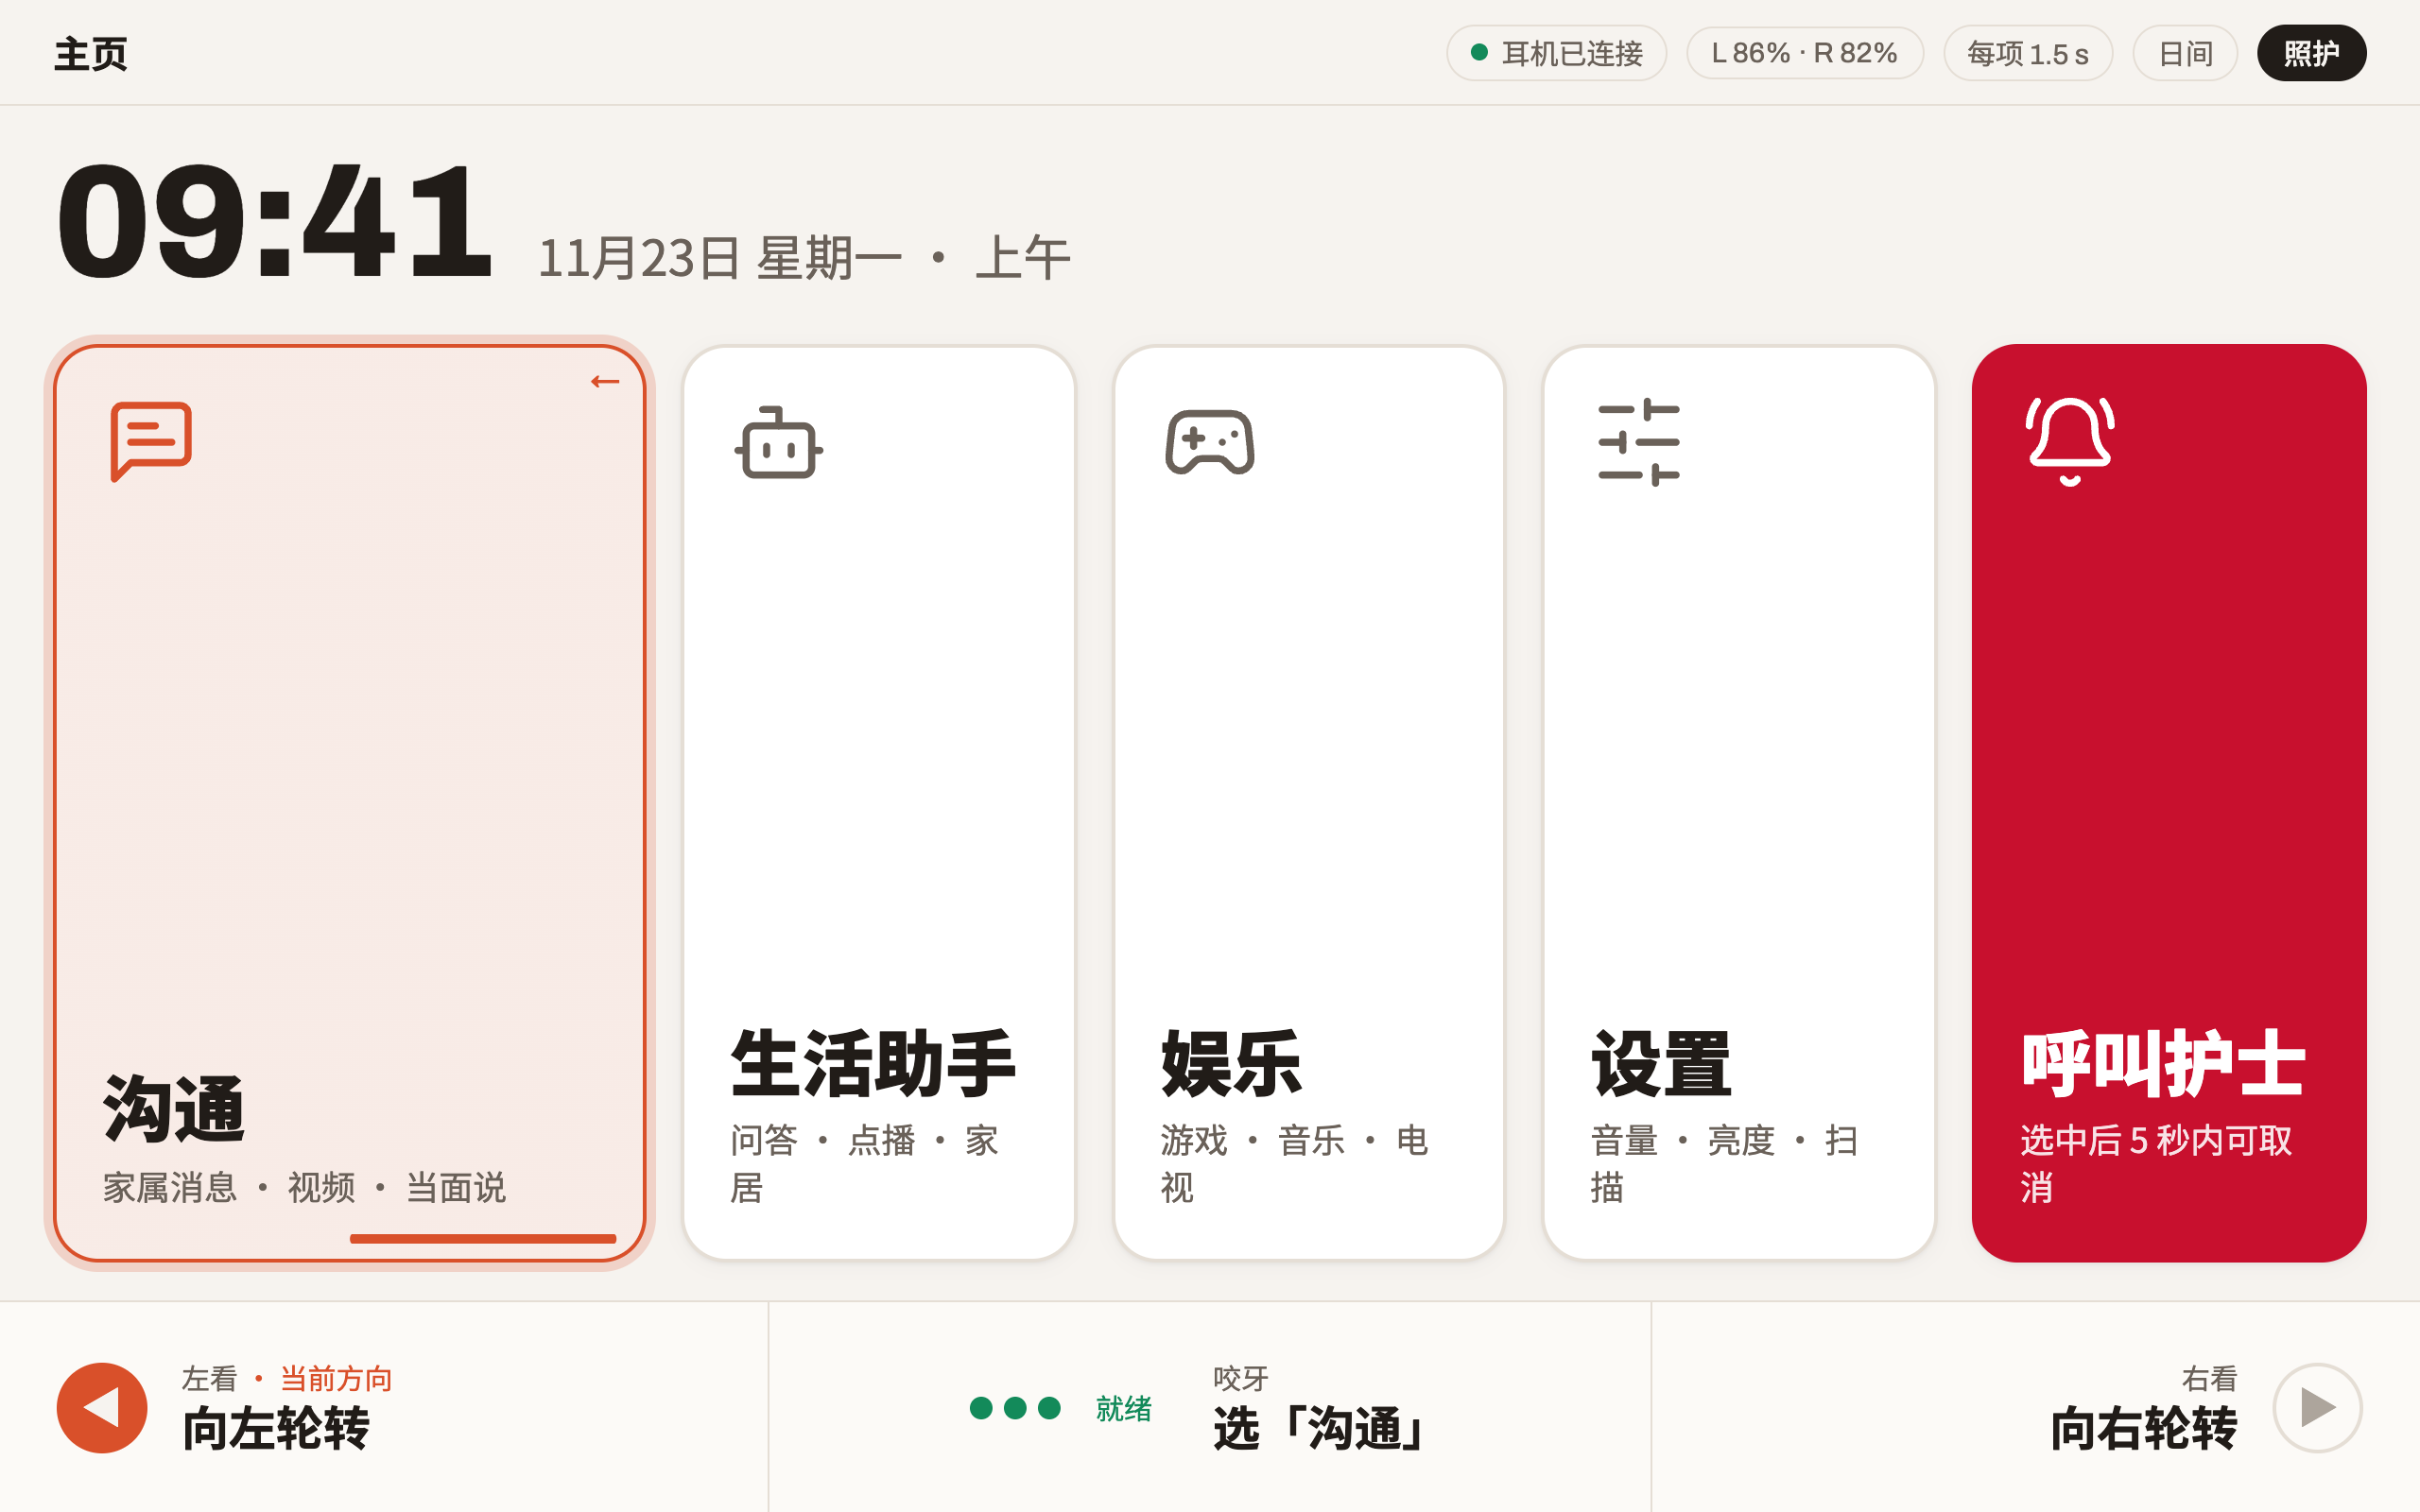 主页
耳机已连接
L 86% · R 82%
每项 1.5 s
日间
照护
09:41
11月23日 星期一 · 上午
←
沟通
家属消息 · 视频 · 当面说
生活助手
问答 · 点播 · 家
居
娱乐
游戏 · 音乐 · 电
视
设置
音量 · 亮度 · 扫
描
呼叫护士
选中后 5 秒内可取
消
左看 · 当前方向
向左轮转
就绪
咬牙
选「沟通」
右看
向右轮转